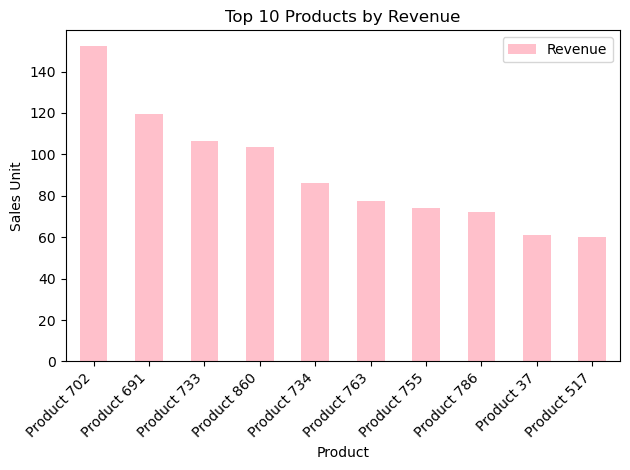 Top 10 Products by Revenue
Revenue
Sales Unit
140
120
100
80
60
40
20
0
Product 702
Product 691
Product 733
Product 860
Product 734
Product 763
Product 755
Product 786
Product 37
Product 517
Product